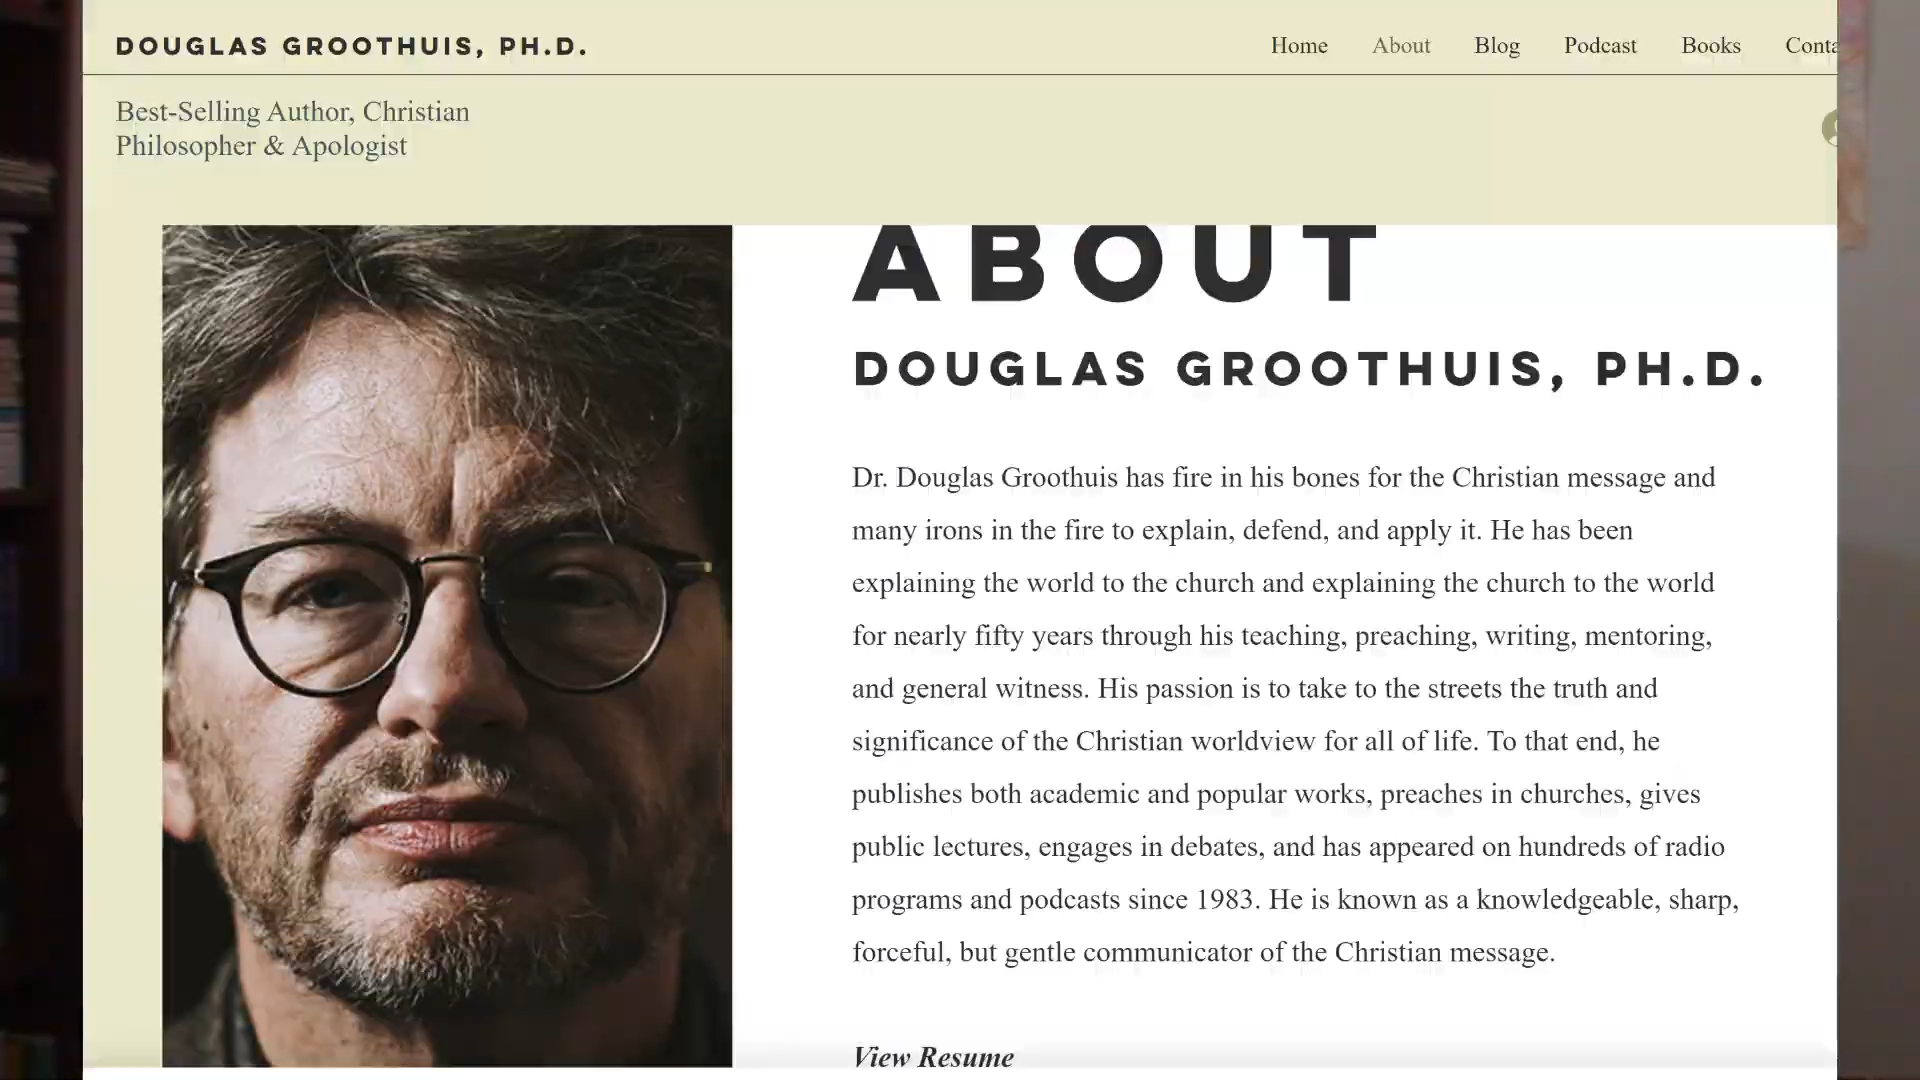 DOUGLAS GROOTHUIS, PH.D.
Home About Blog Podcast Books Conta
Best-Selling Author, Christian
Philosopher & Apologist
ABOUT
DOUGLAS GROOTHUIS, PH.D.
Dr. Douglas Groothuis has fire in his bones for the Christian message and
many irons in the fire to explain, defend, and apply it. He has been
explaining the world to the church and explaining the church to the world
for nearly fifty years through his teaching, preaching, writing, mentoring,
and general witness. His passion is to take to the streets the truth and
significance of the Christian worldview for all of life. To that end, he
publishes both academic and popular works, preaches in churches, gives
public lectures, engages in debates, and has appeared on hundreds of radio
programs and podcasts since 1983. He is known as a knowledgeable, sharp,
forceful, but gentle communicator of the Christian message.
View Resume